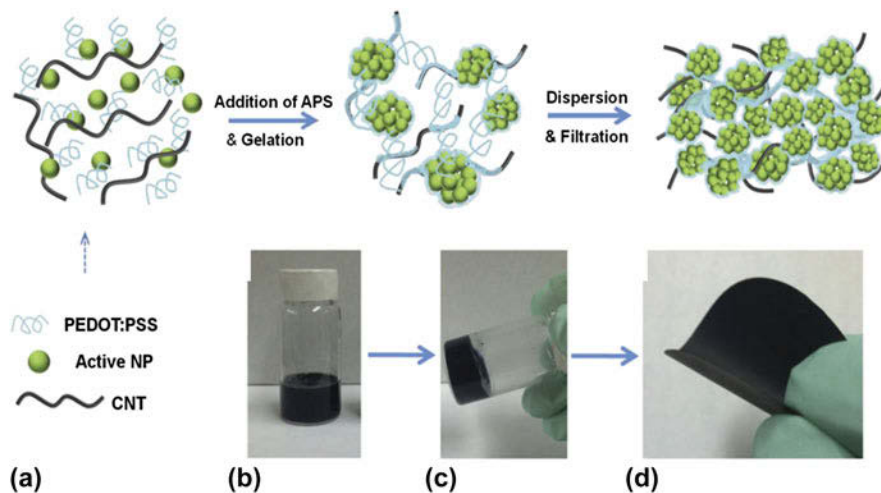 Addition of APS
& Gelation
Dispersion
& Filtration
PEDOT:PSS
Active NP
CNT
(a)
(b)
(c)
(d)